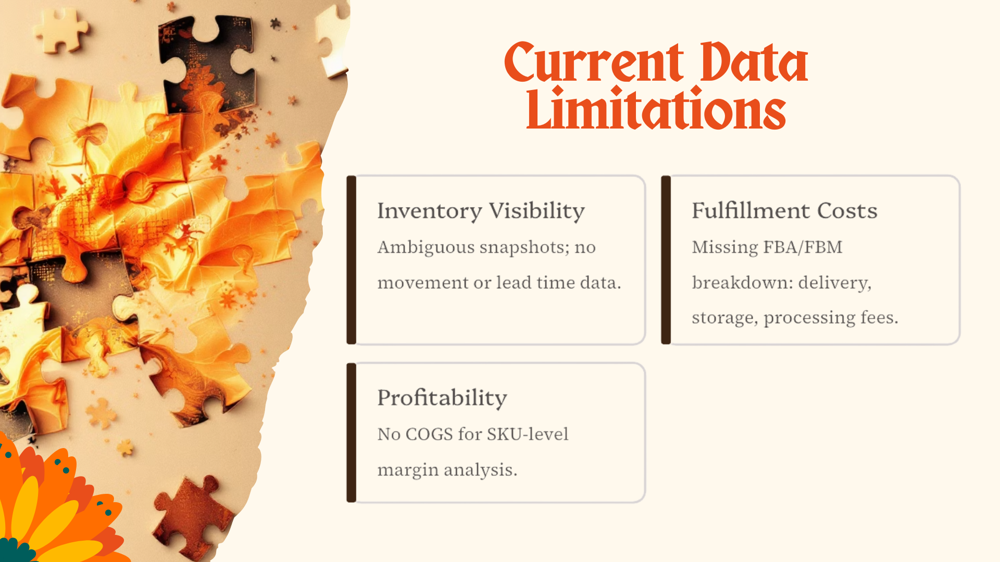 Current Data
Limitations
Inventory Visibility
Ambiguous snapshots; no
movement or lead time data.
Fulfillment Costs
Missing FBA/FBM
breakdown: delivery,
storage, processing fees.
Profitability
No COGS for SKU-level
margin analysis.